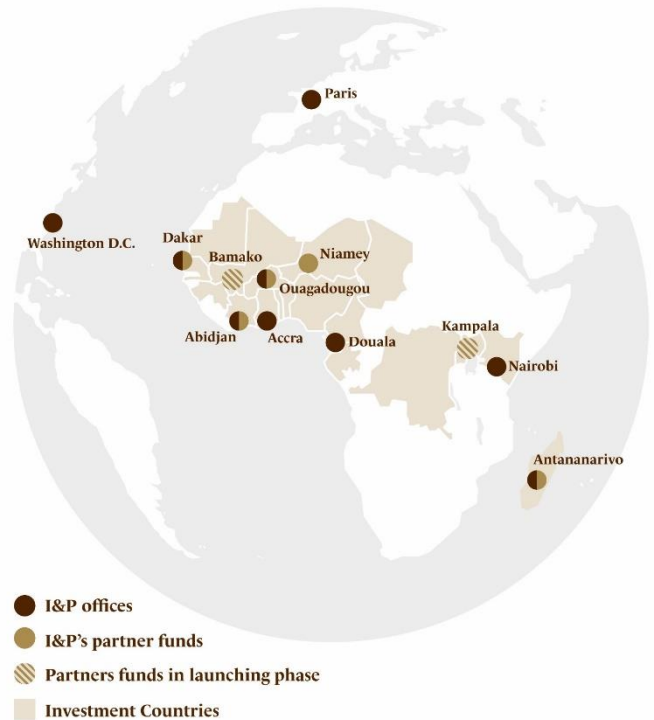 Paris
Washington D.C.
Dakar
Bamako
Niamey
Ouagadougou
Abidjan
Accra
Douala
Kampala
Nairobi
Antananarivo
I&P offices
I&P's partner funds
Partners funds in launching phase
Investment Countries